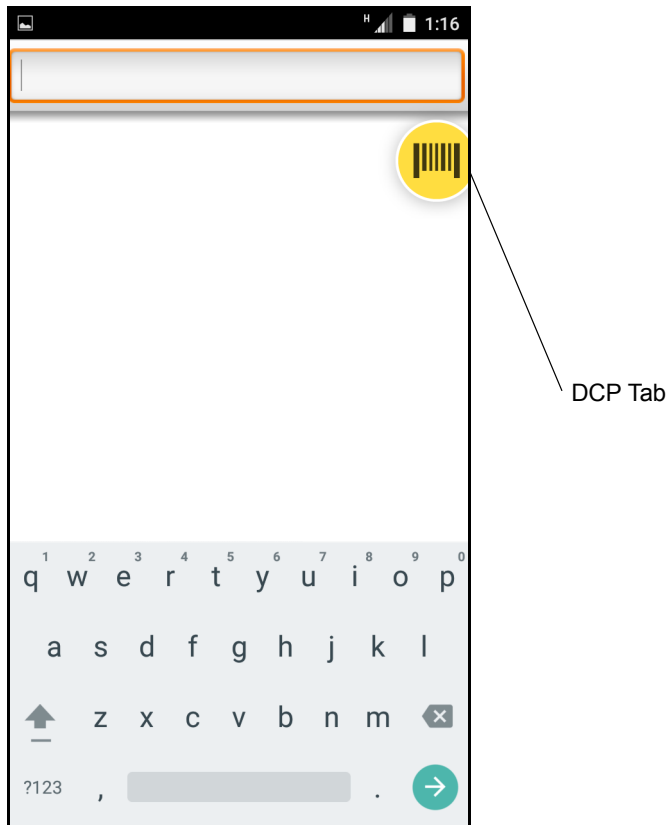 H 1:16
DCP Tab
1 2 3 4 5 6 7 8 9 0
q w e r t y u i o p
a s d f g h j k l
z x c v b n m
?123 , .